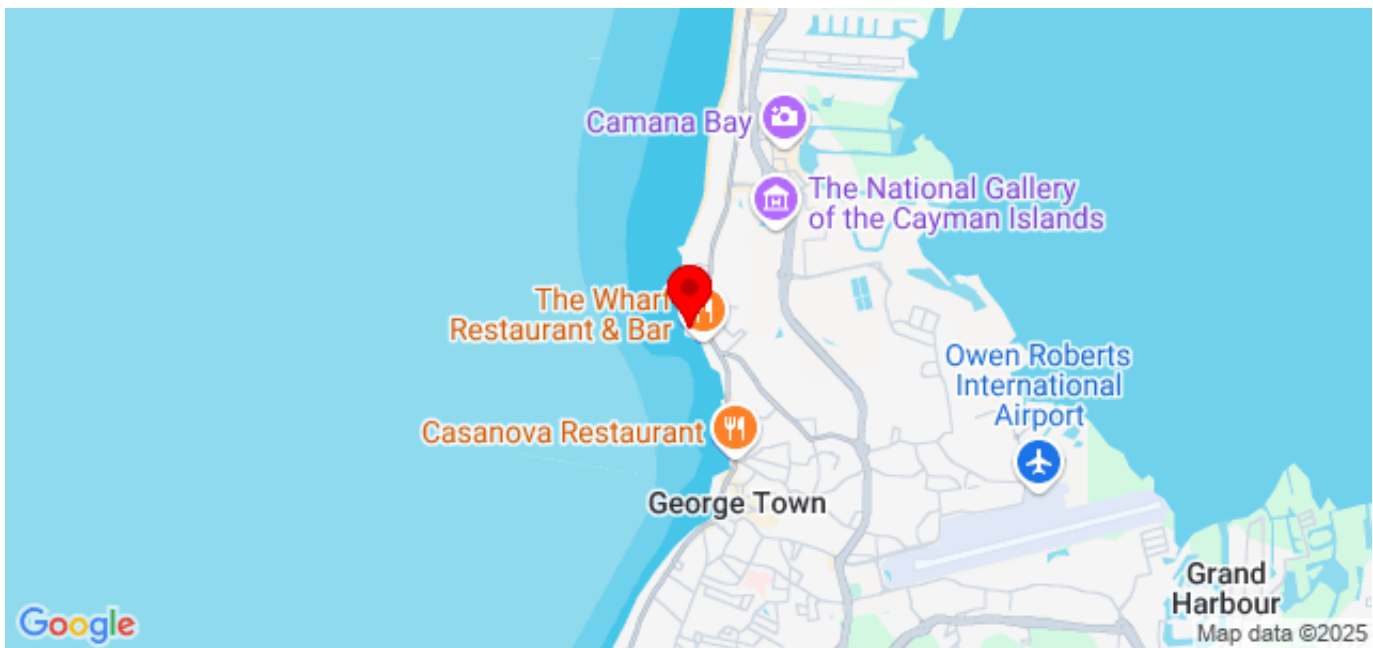 Camana Bay
The National Gallery
of the Cayman Islands
The Wharf
Restaurant & Bar
Owen Roberts
International
Airport
Casanova Restaurant
George Town
Grand
Harbour
Google
Map data ©2025